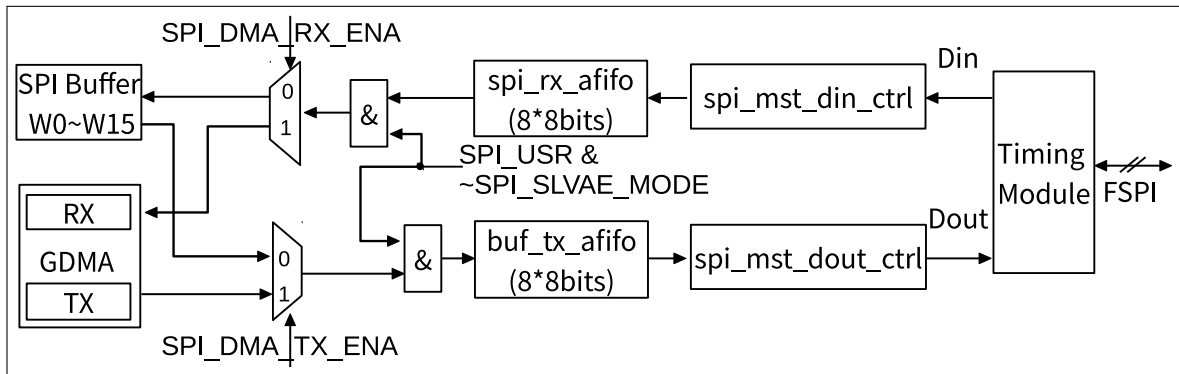 SPI_DMA_RX_ENA
SPI Buffer
W0~W15
0
1
&
spi_rx_afifo
(8*8bits)
spi_mst_din_ctrl
Din
Timing
Module
FSPI
SPI_USR &
~SPI_SLVAE_MODE
RX
GDMA
TX
0
1
&
buf_tx_afifo
(8*8bits)
spi_mst_dout_ctrl
Dout
SPI_DMA_TX_ENA